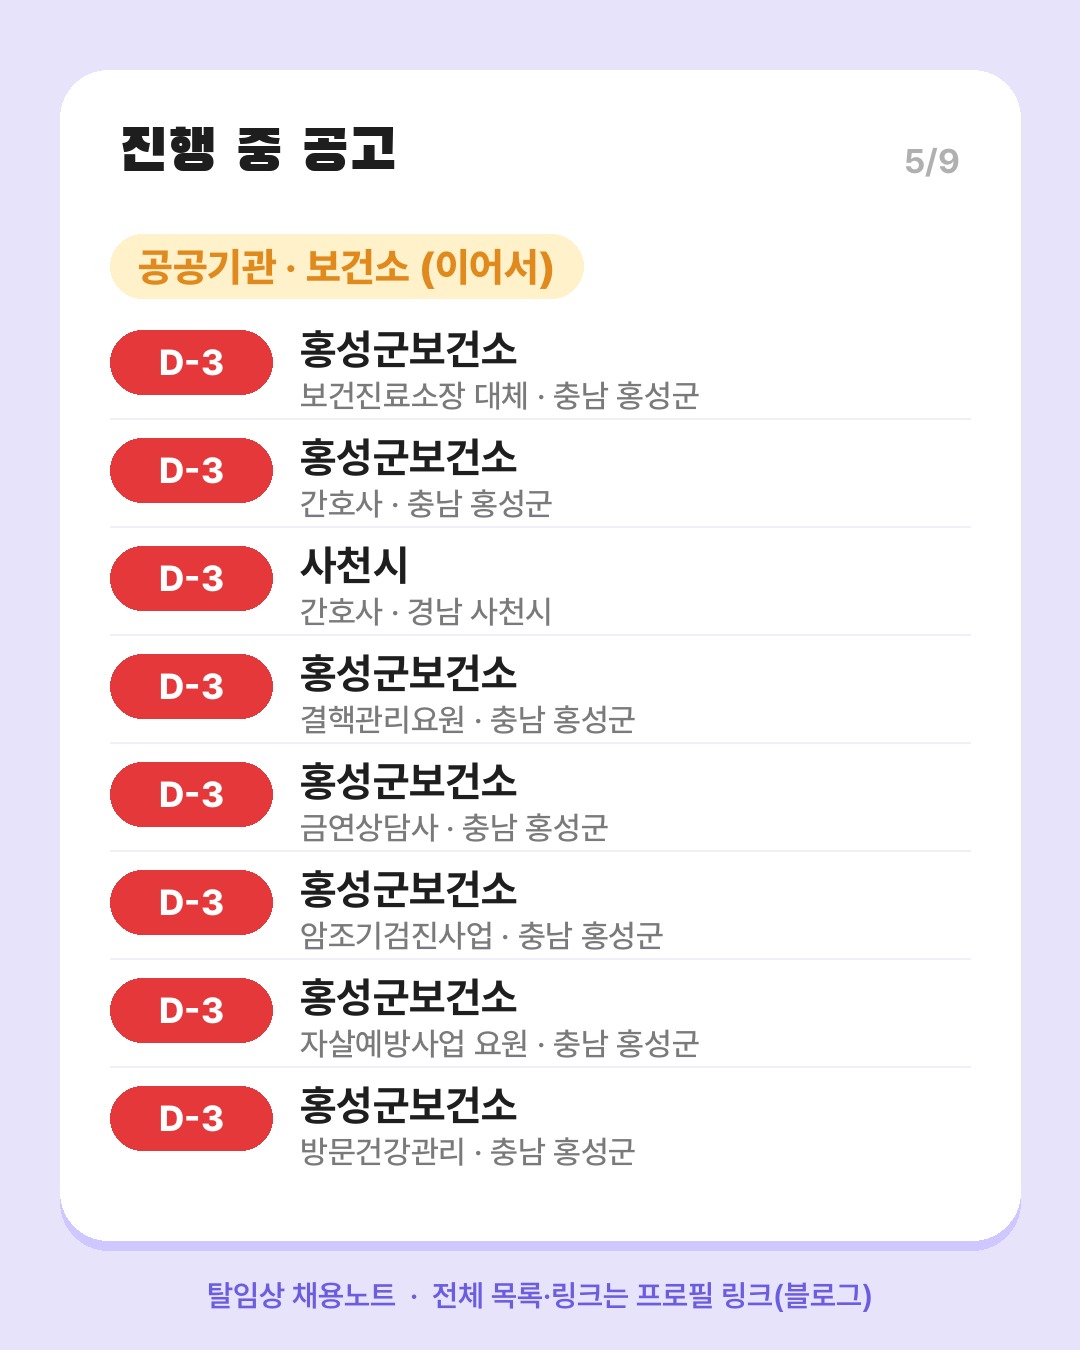 진행 중 공고
5/9
공공기관 · 보건소 (이어서)
D-3
홍성군보건소
보건진료소장 대체 · 충남 홍성군
D-3
홍성군보건소
간호사 · 충남 홍성군
D-3
사천시
간호사 · 경남 사천시
D-3
홍성군보건소
결핵관리요원 · 충남 홍성군
D-3
홍성군보건소
금연상담사 · 충남 홍성군
D-3
홍성군보건소
암조기검진사업 · 충남 홍성군
D-3
홍성군보건소
자살예방사업 요원 · 충남 홍성군
D-3
홍성군보건소
방문건강관리 · 충남 홍성군
탈임상 채용노트 · 전체 목록·링크는 프로필 링크(블로그)